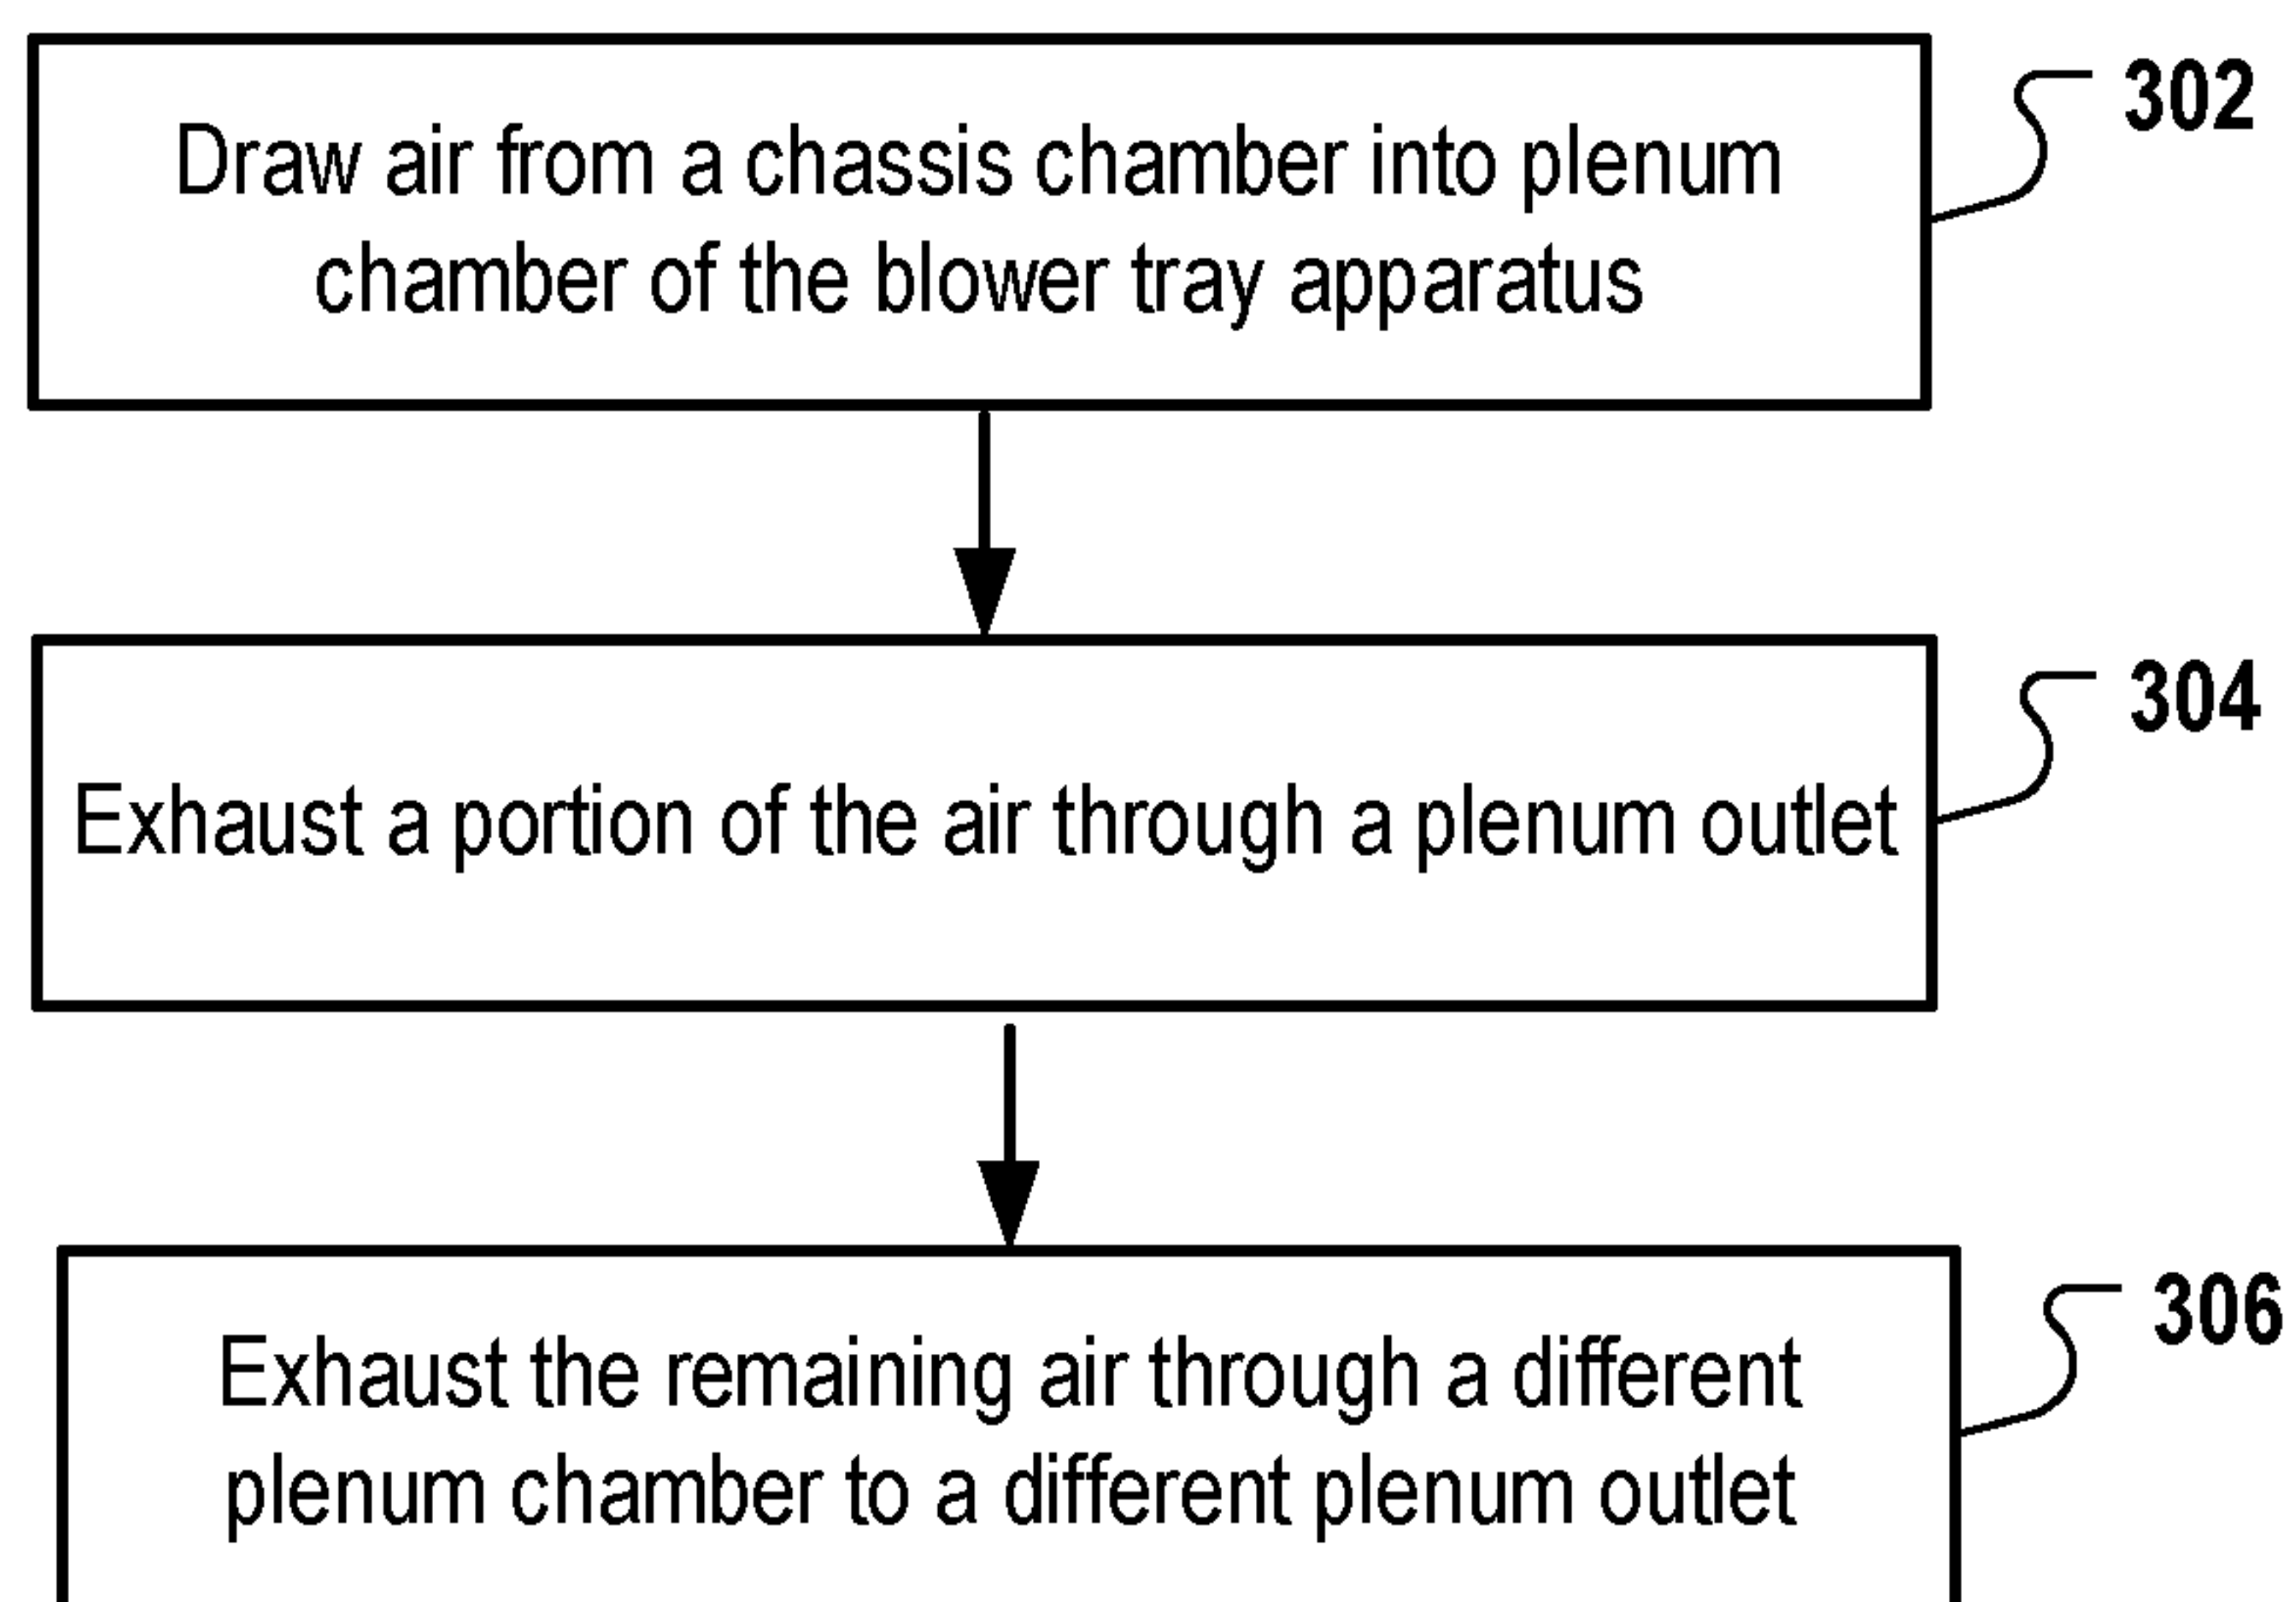 Draw air from a chassis chamber into plenum
chamber of the blower tray apparatus
302
Exhaust a portion of the air through a plenum outlet
304
Exhaust the remaining air through a different
plenum chamber to a different plenum outlet
306